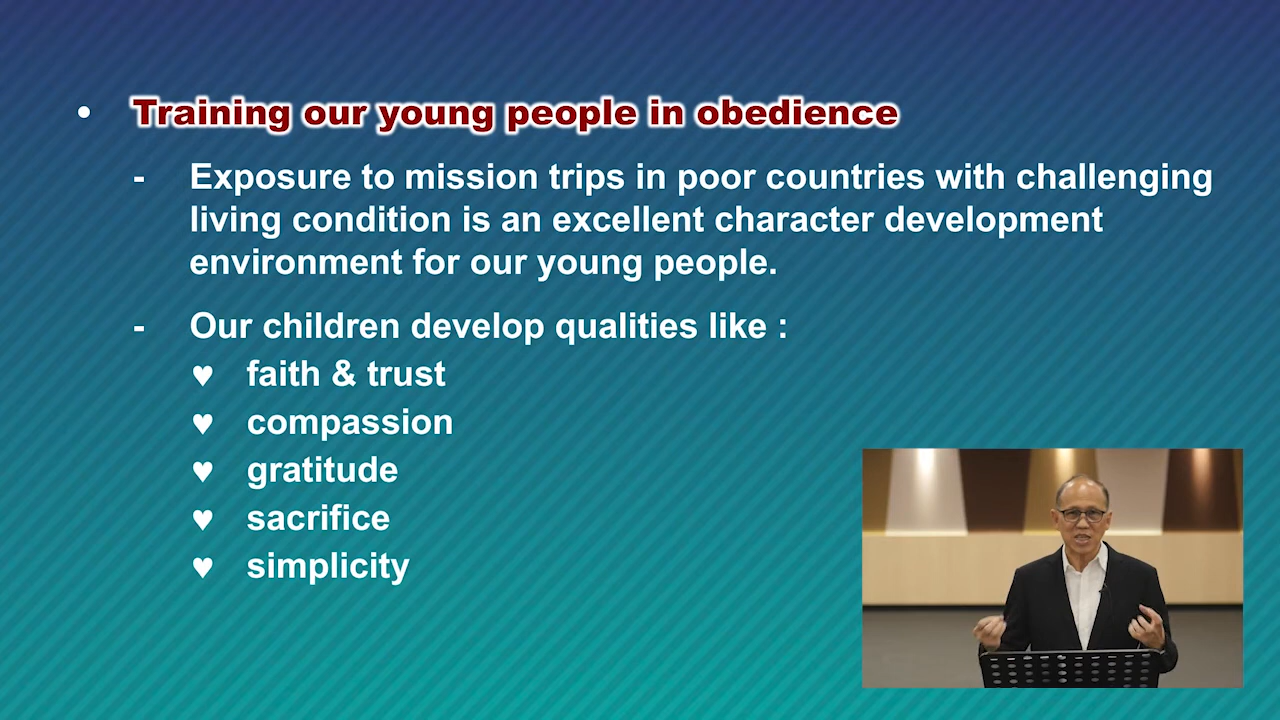 • Training our young people in obedience
- Exposure to mission trips in poor countries with challenging
living condition is an excellent character development
environment for our young people.
- Our children develop qualities like :
♥ faith & trust
♥ compassion
♥ gratitude
♥ sacrifice
♥ simplicity